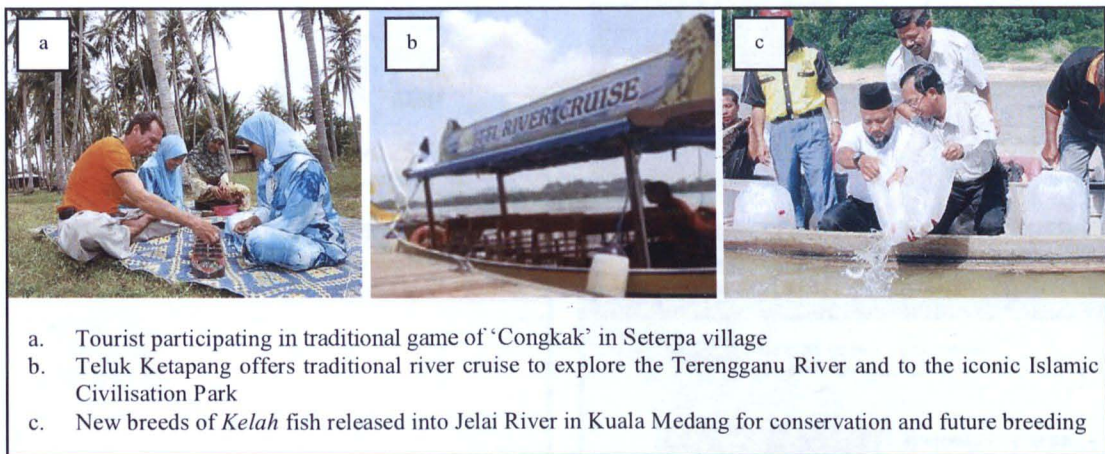 a
b
c
RIVER CRUISE
a. Tourist participating in traditional game of 'Congkak' in Seterpa village
b. Teluk Ketapang offers traditional river cruise to explore the Terengganu River and to the iconic Islamic
Civilisation Park
c. New breeds of Kelah fish released into Jelai River in Kuala Medang for conservation and future breeding